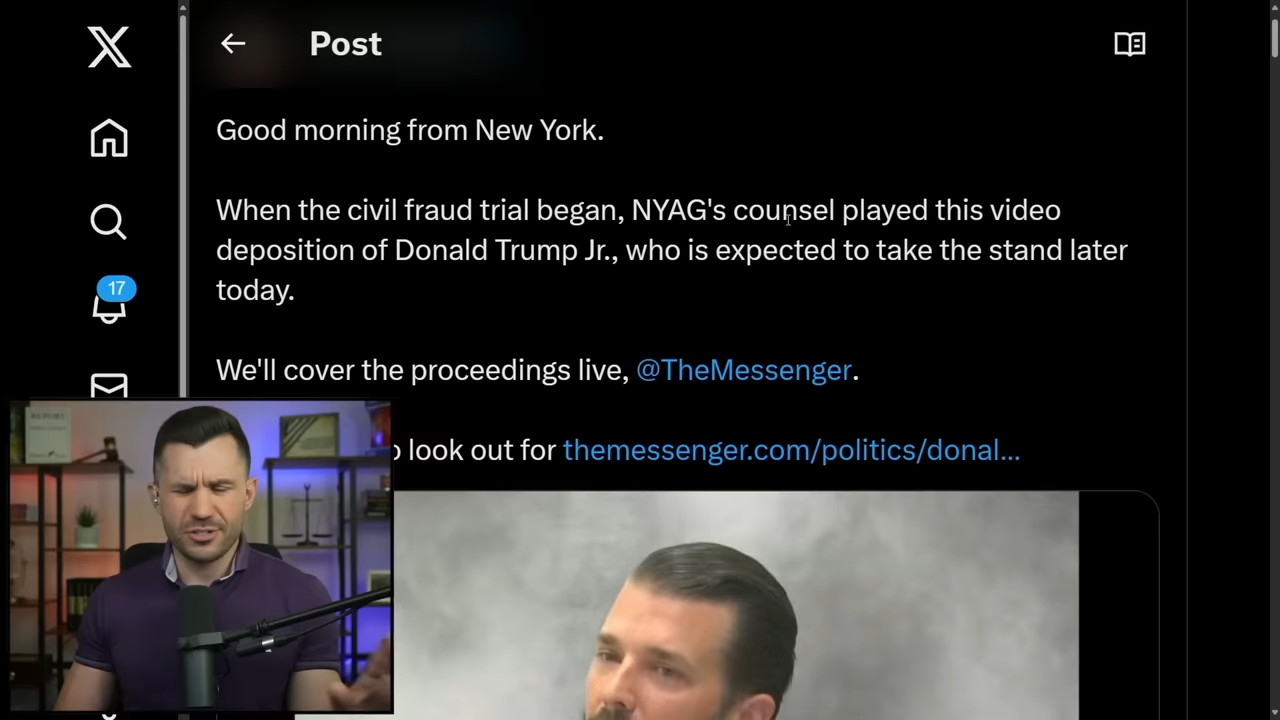 Post
Good morning from New York.
When the civil fraud trial began, NYAG's counsel played this video
deposition of Donald Trump Jr., who is expected to take the stand later
today.
17
We'll cover the proceedings live, @TheMessenger.
look out for themessenger.com/politics/donal...